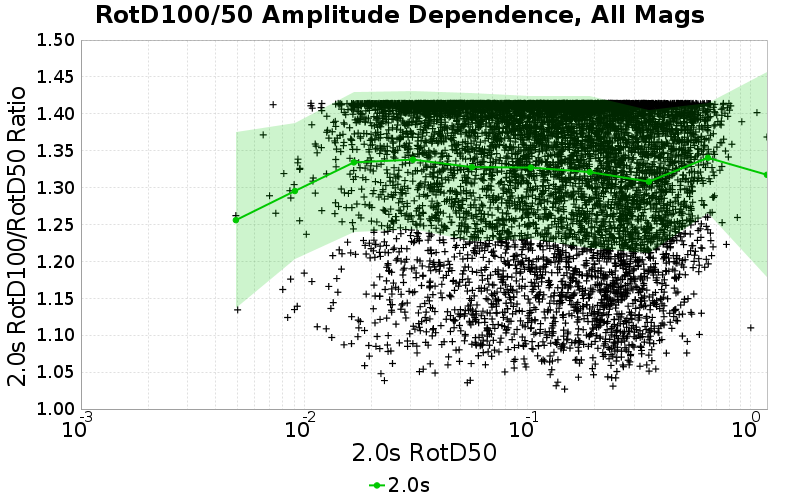 RotD100/50 Amplitude Dependence, All Mags
2.0s RotD100/RotD50 Ratio
1.50
1.45
1.40
1.35
1.30
1.25
1.20
1.15
1.10
1.05
1.00
10-3 10-2 10-1 100
2.0s RotD50
2.0s